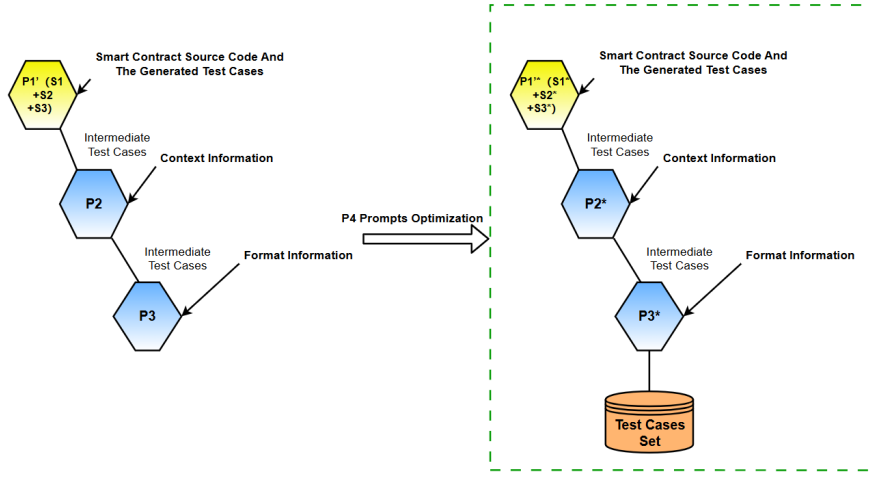 Smart Contract Source Code And
The Generated Test Cases
P1' (S1
+S2
+S3)
Intermediate
Test Cases
Context Information
P2
Intermediate
Test Cases
Format Information
P3
P4 Prompts Optimization
Smart Contract Source Code And
The Generated Test Cases
P1'* (S1*
+S2*
+S3*)
Intermediate
Test Cases
Context Information
P2*
Intermediate
Test Cases
Format Information
P3*
Test Cases
Set